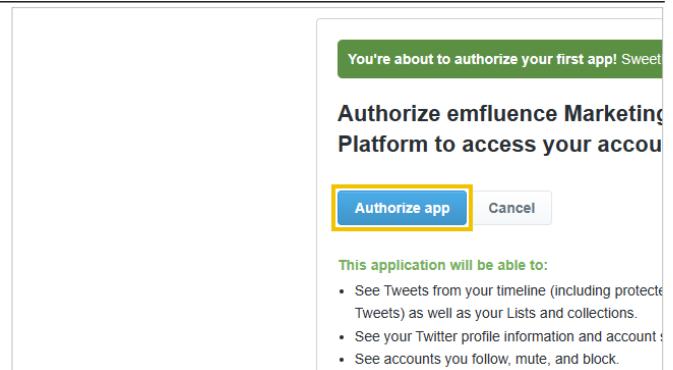 You're about to authorize your first app! Sweet
Authorize emfluence Marketing
Platform to access your accou
Authorize app
Cancel
This application will be able to:
• See Tweets from your timeline (including protecte
Tweets) as well as your Lists and collections.
• See your Twitter profile information and account s
• See accounts you follow, mute, and block.